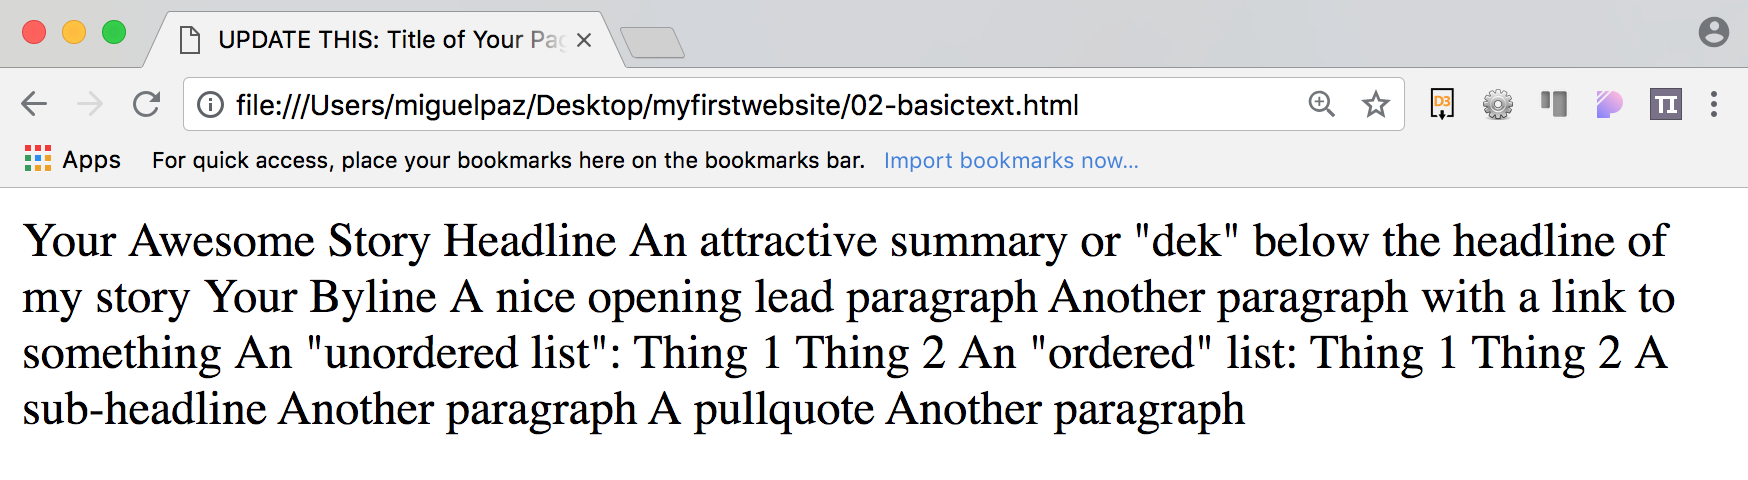 UPDATE THIS: Title of Your Pag
file:///Users/miguelpaz/Desktop/myfirstwebsite/02-basictext.html
D3
TI
Apps For quick access, place your bookmarks here on the bookmarks bar. Import bookmarks now...
Your Awesome Story Headline An attractive summary or "dek" below the headline of
my story Your Byline A nice opening lead paragraph Another paragraph with a link to
something An "unordered list": Thing 1 Thing 2 An "ordered" list: Thing 1 Thing 2 A
sub-headline Another paragraph A pullquote Another paragraph